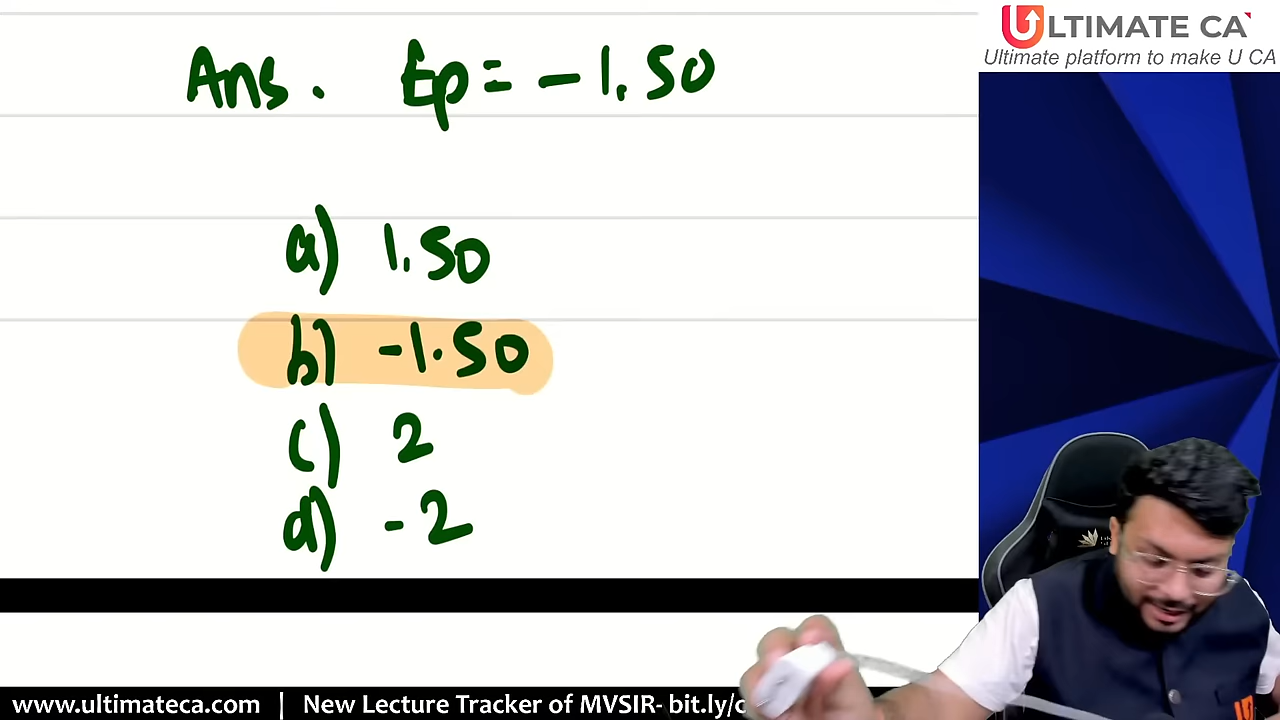 ULTIMATE CA
Ultimate platform to make U CA
Ans. Ep = -1.50
a) 1.50
b) -1.50
c) 2
d) -2
www.ultimateca.com | New Lecture Tracker of MVSIR- bit.ly/